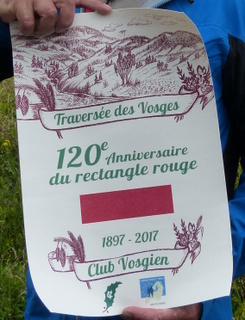 Traversée des Vosges
120e Anniversaire
du rectangle rouge
1897 - 2017
Club Vosgien